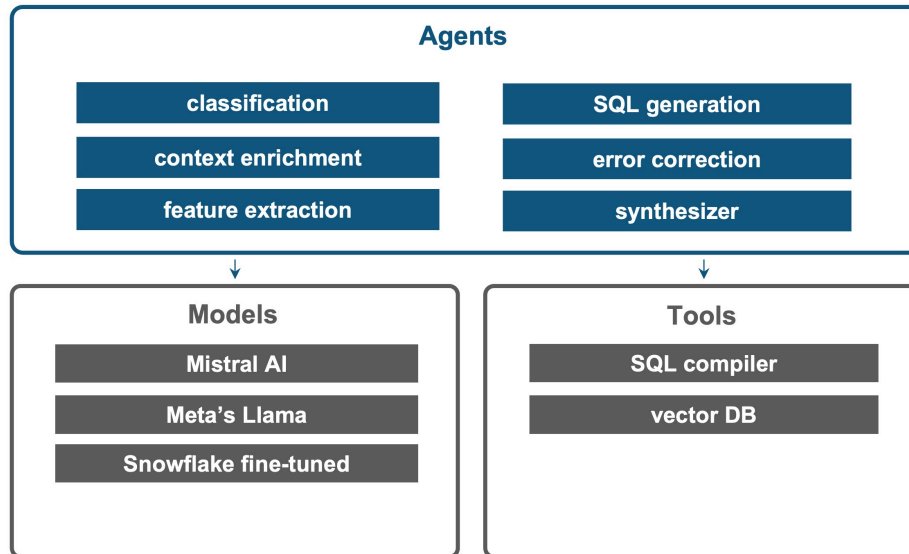 Agents
classification
context enrichment
feature extraction
SQL generation
error correction
synthesizer
Models
Mistral AI
Meta’s Llama
Snowflake fine-tuned
Tools
SQL compiler
vector DB